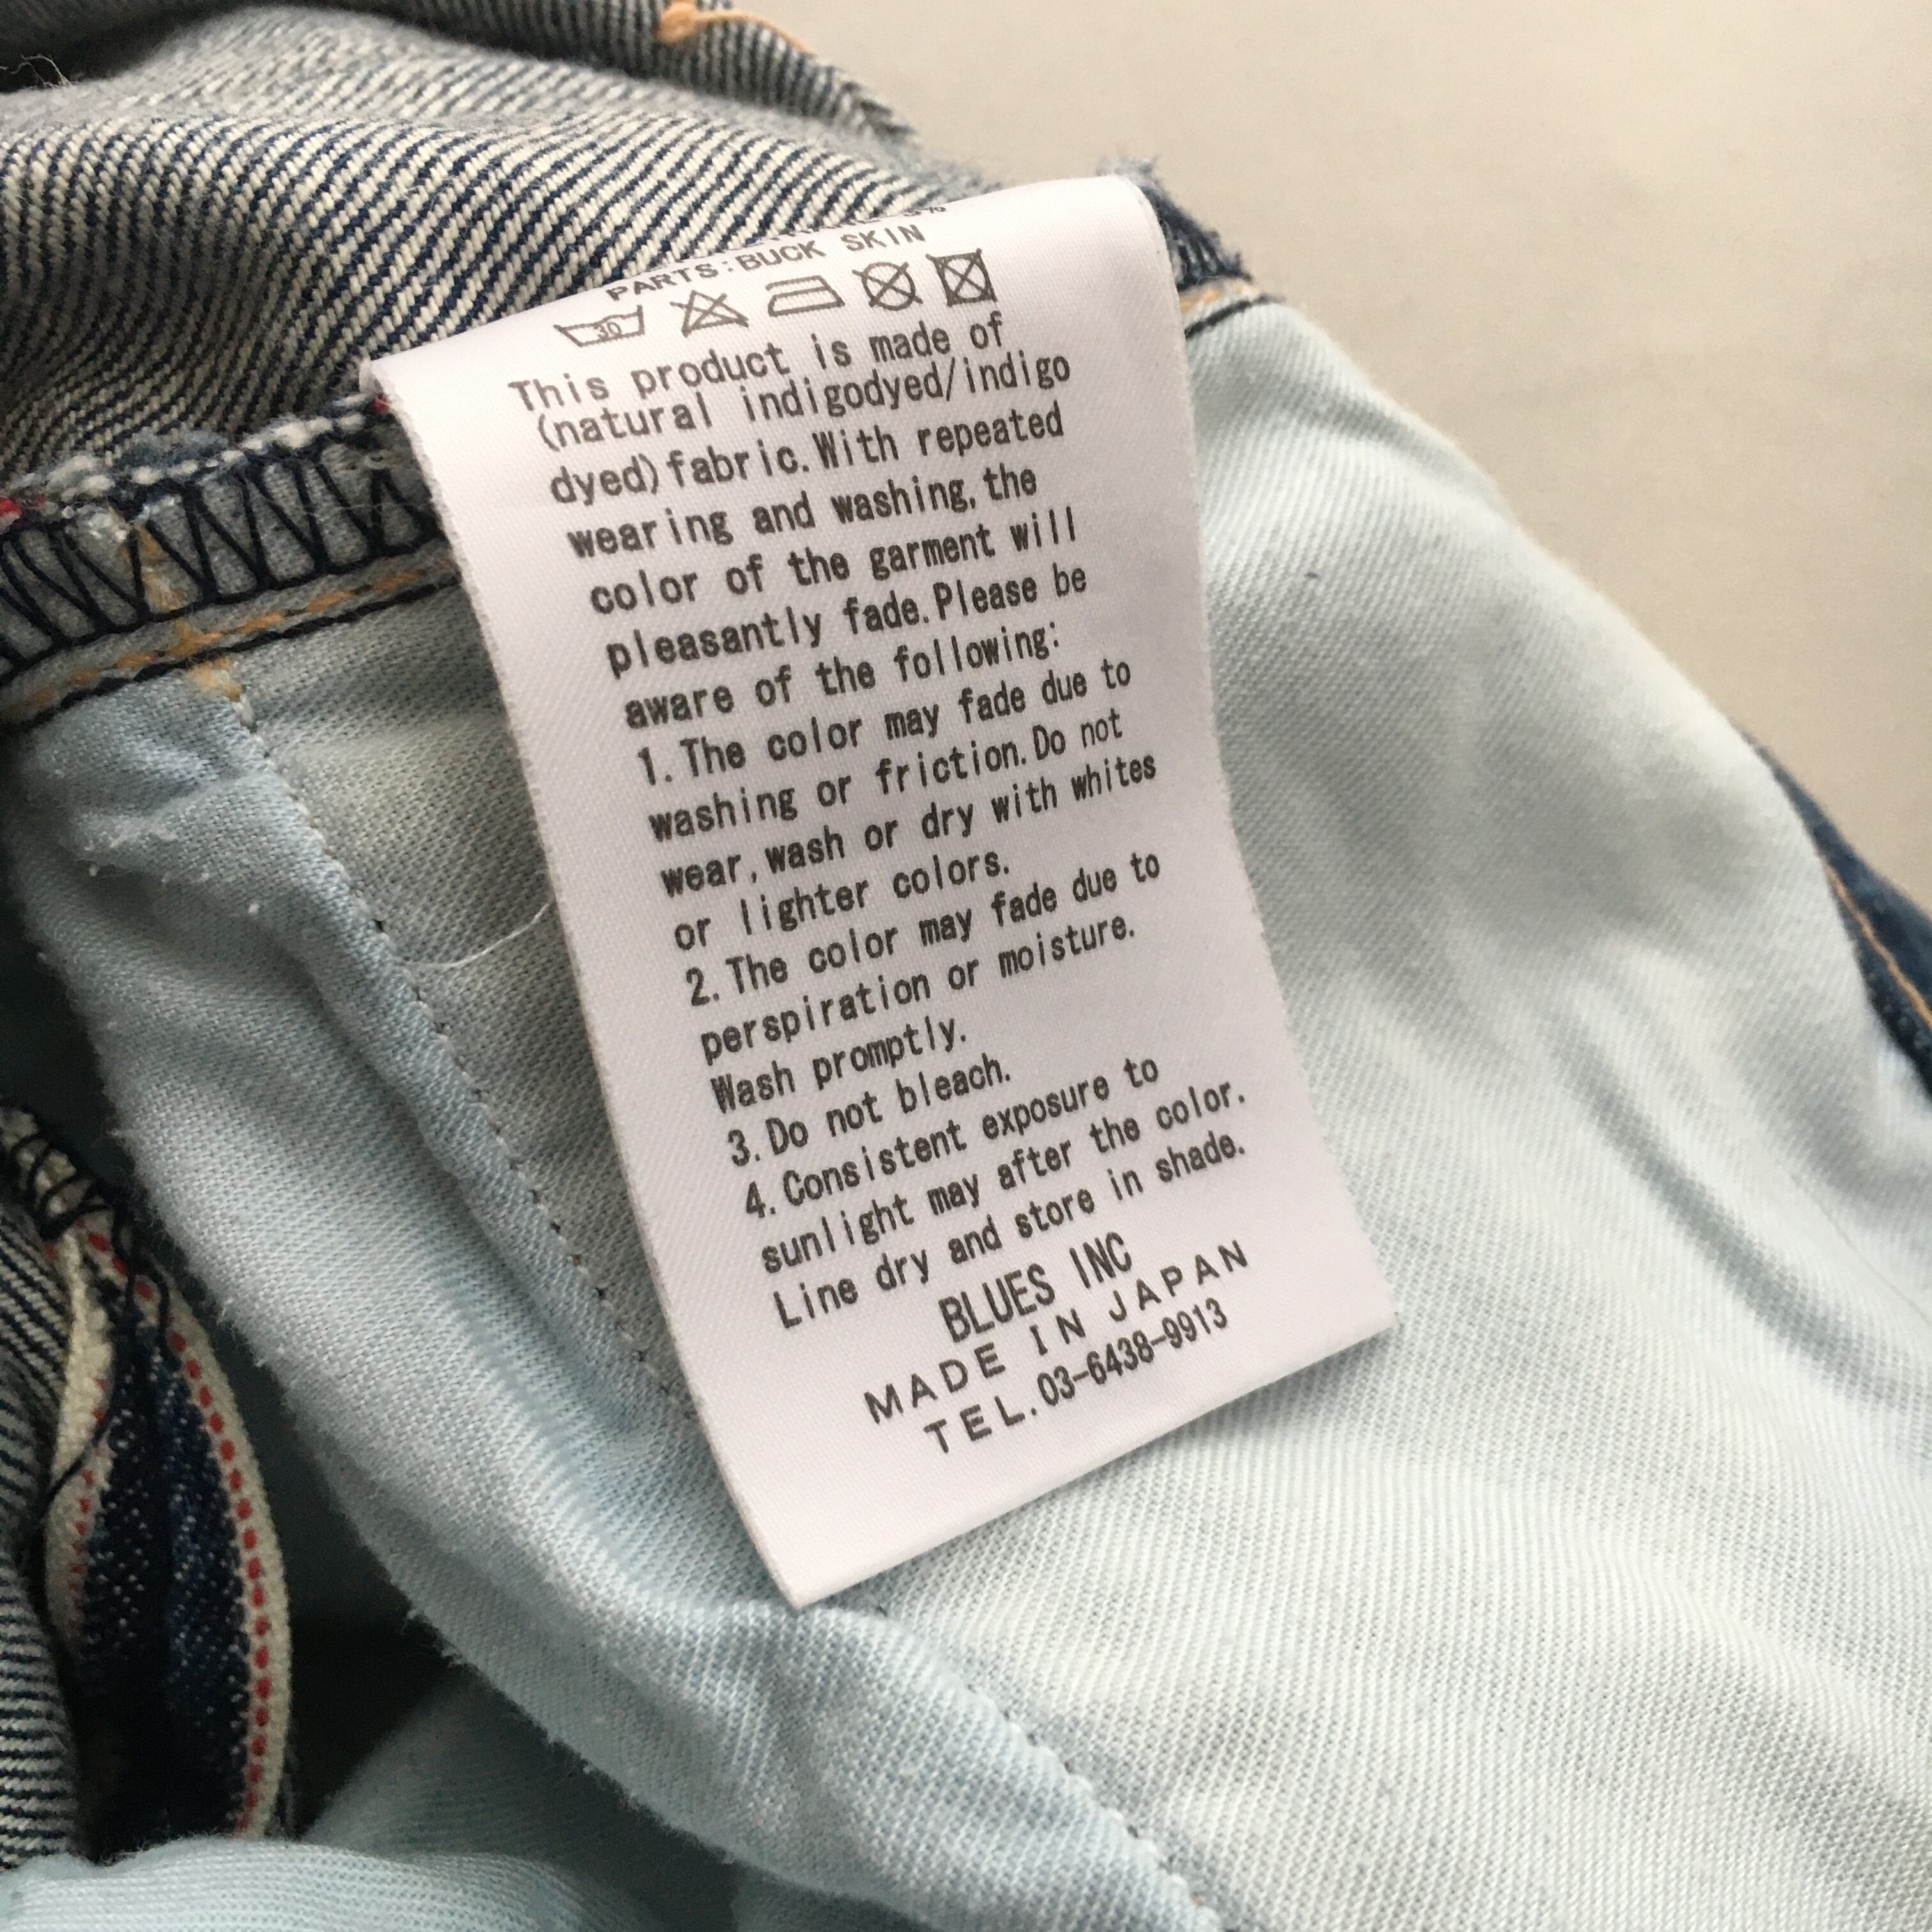 3%
PARTS:BUCK SKIN
30
This product is made of
(natural indigodyed/indigo
dyed)fabric.With repeated
wearing and washing,the
color of the garment will
pleasantly fade.Please be
aware of the following:
1.The color may fade due to
washing or friction.Do not
wear,wash or dry with whites
or lighter colors.
2.The color may fade due to
perspiration or moisture.
Wash promptly.
3.Do not bleach.
4.Consistent exposure to
sunlight may after the color.
Line dry and store in shade.
BLUES INC
MADE IN JAPAN
TEL.03-6438-9913